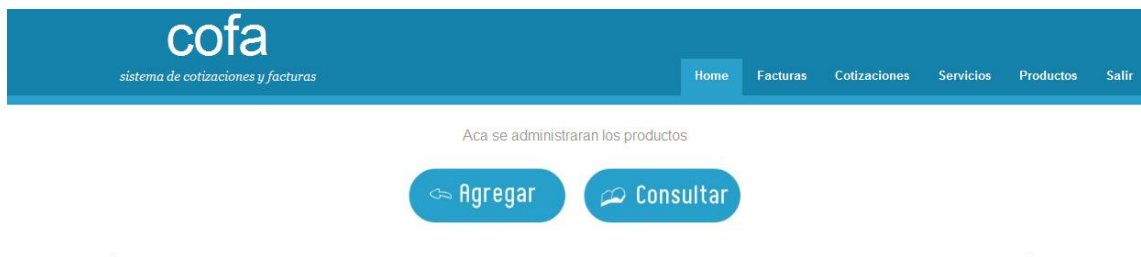 cofa
sistema de cotizaciones y facturas
Home Facturas Cotizaciones Servicios Productos Salir
Aca se administraran los productos
Agregar Consultar